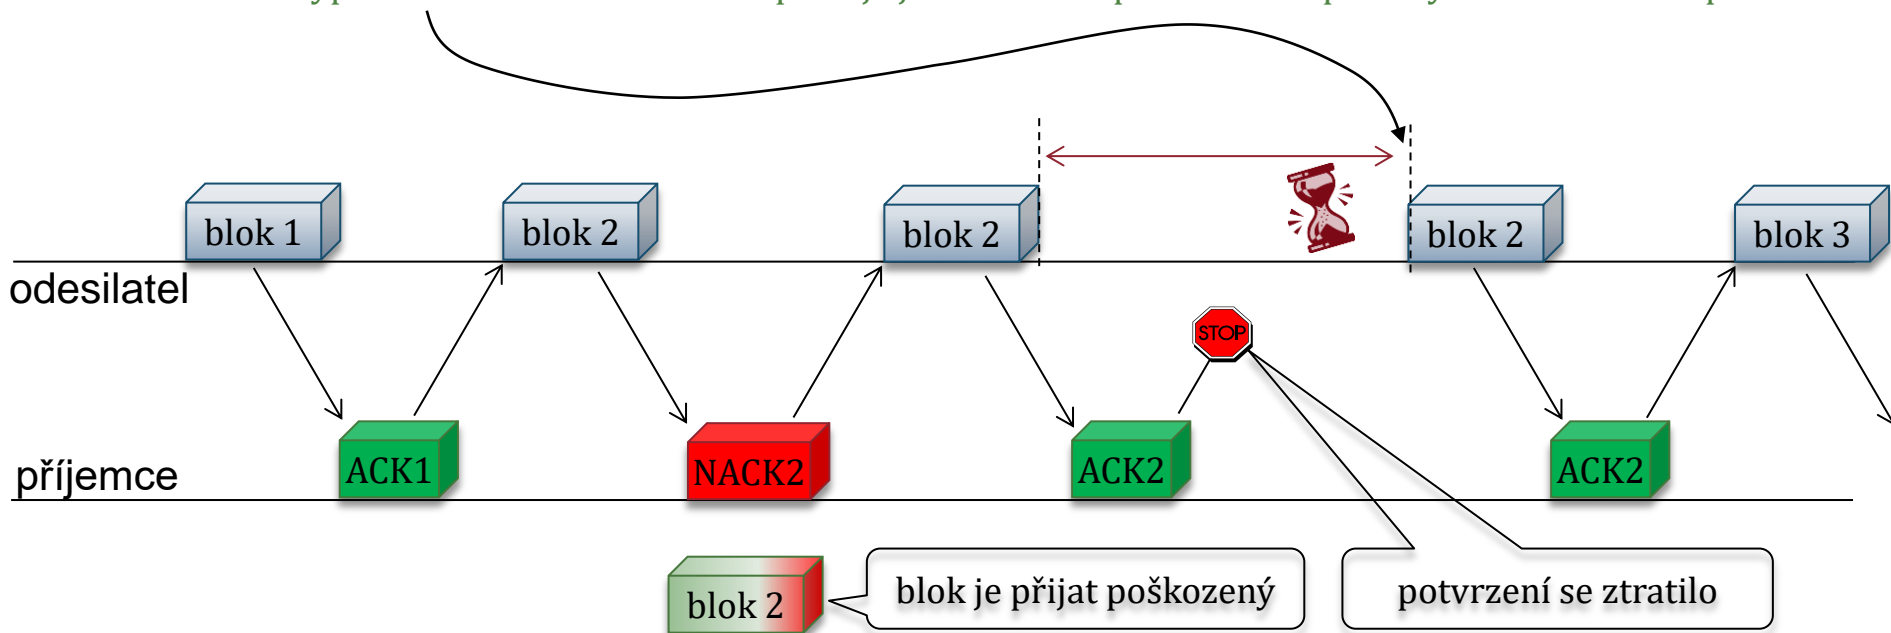 blok 1
blok 2
blok 2
blok 2
blok 3
odesilatel
STOP
příjemce
ACK1
NACK2
ACK2
ACK2
blok 2
blok je přijat poškozený
potvrzení se ztratilo